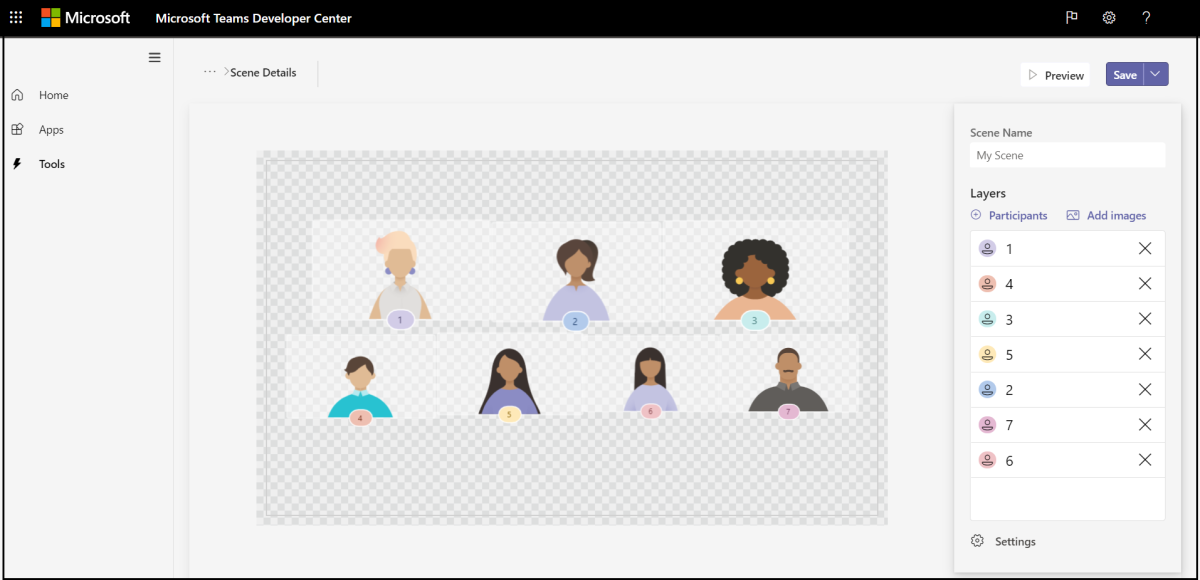 Microsoft Microsoft Teams Developer Center ?
Home
Apps
Tools
... > Scene Details
Preview
Save
1
2
3
4
5
6
7
Scene Name
My Scene
Layers
Participants Add images
1
4
3
5
2
7
6
Settings